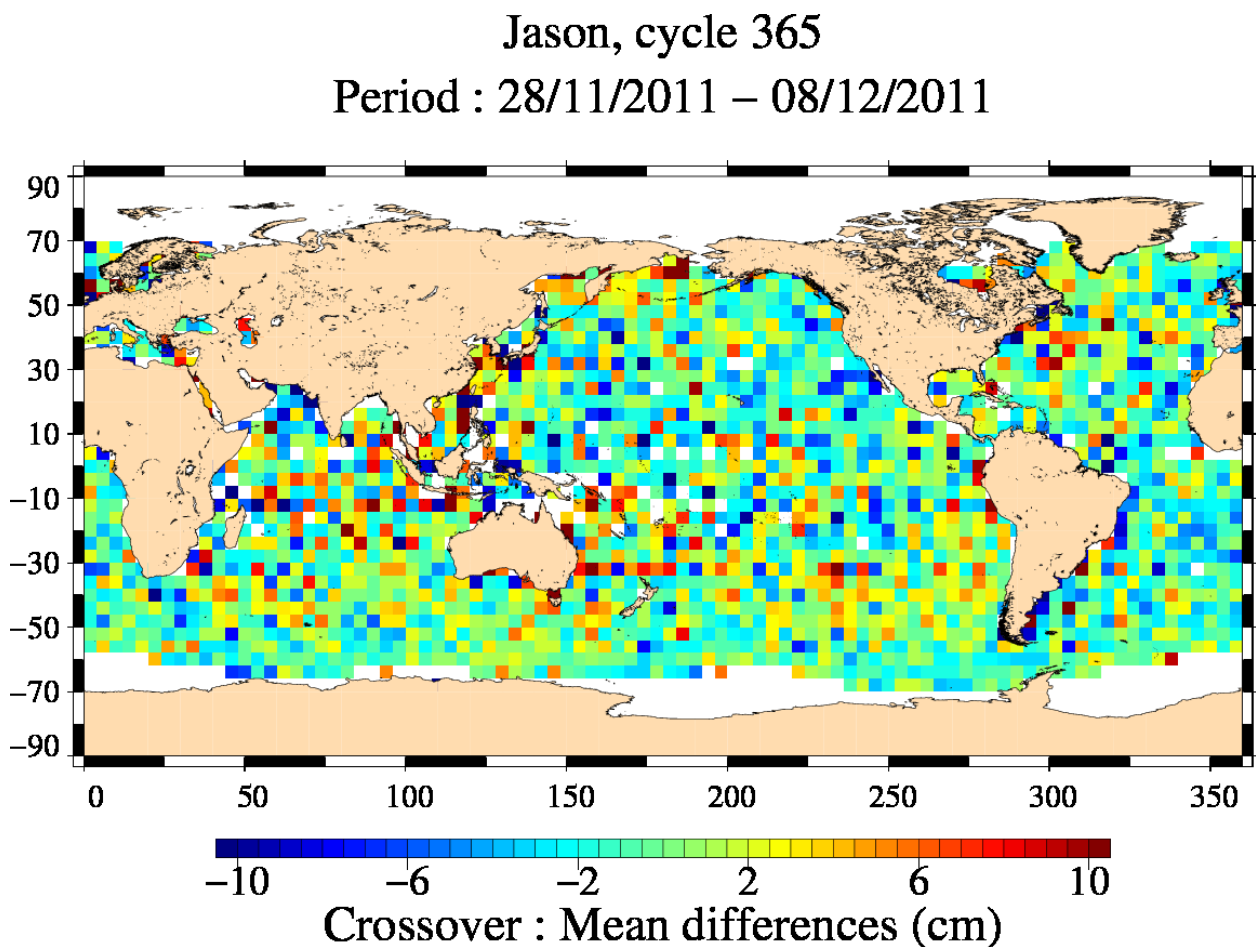 Jason, cycle 365
Period : 28/11/2011 – 08/12/2011
90
70
50
30
10
−10
−30
−50
−70
−90
0 50 100 150 200 250 300 350
−10 −6 −2 2 6 10
Crossover : Mean differences (cm)